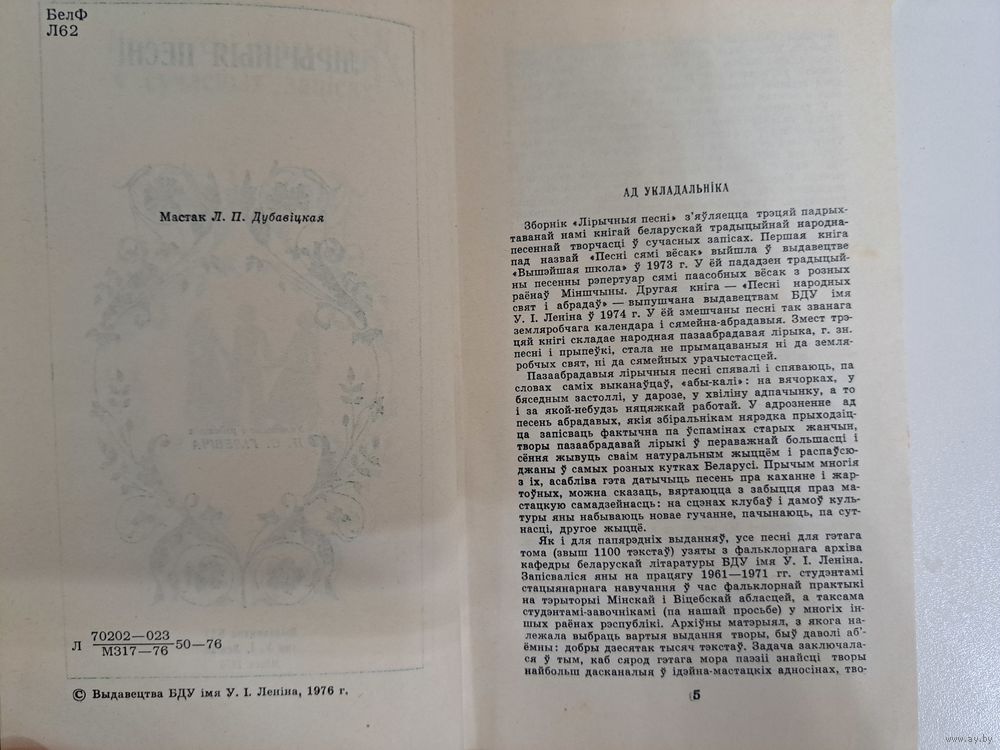 БелФ
Л62
Мастак Л. П. Дубавіцкая
Л 70202—023
М317—76 50—76
© Выдавецтва БДУ імя У. І. Леніна, 1976 г.
АД УКЛАДАЛЬНІКА
Зборнік «Лірычныя песні» з'яўляецца трэцяй падрых-
таванай намі кнігай беларускай традыцыйнай народна-
песеннай творчасці ў сучасных запісах. Першая кніга
пад назвай «Песні сямі вёсак» выйшла ў выдавецтве
«Вышэйшая школа» ў 1973 г. У ёй пададзен традыцый-
ны песенны рэпертуар сямі паасобных вёсак з розных
раёнаў Міншчыны. Другая кніга — «Песні народных
свят і абрадаў» — выпушчана выдавецтвам БДУ імя
У. І. Леніна ў 1974 г. У ёй змешчаны песні так званага
земляробчага календара і сямейна-абрадавыя. Змест трэ-
цяй кнігі складае народная пазаабрадавая лірыка, г. зн.
песні і прыпеўкі, стала не прымацаваныя ні да земля-
робчых свят, ні да сямейных урачыстасцей.
Пазаабрадавыя лірычныя песні спявалі і спяваюць, па
словах саміх выканаўцаў, «абы-калі»: на вячорках, у
бяседным застоллі, у дарозе, у хвіліну адпачынку, а то
і за якой-небудзь няцяжкай работай. У адрозненне ад
песень абрадавых, якія збіральнікам нярэдка прыходзіц-
ца запісваць фактычна па ўспамінах старых жанчын,
творы пазаабрадавай лірыкі ў пераважнай большасці і
сёння жывуць сваім натуральным жыццём і распаўсю-
джаны ў самых розных кутках Беларусі. Прычым многія
з іх, асабліва гэта датычыць песень пра каханне і жар-
тоўных, можна сказаць, вяртаюцца з забыцця праз ма-
стацкую самадзейнасць: на сцэнах клубаў і дамоў куль-
туры яны набываюць новае гучанне, пачынаюць, па сут-
насці, другое жыццё.
Як і для папярэдніх выданняў, усе песні для гэтага
тома (звыш 1100 тэкстаў) узяты з фальклорнага архіва
кафедры беларускай літаратуры БДУ імя У. І. Леніна.
Запісваліся яны на працягу 1961—1971 гг. студэнтамі
стацыянарнага навучання ў час фальклорнай практыкі
на тэрыторыі Мінскай і Віцебскай абласцей, а таксама
студэнтамі-завочнікамі (па нашай просьбе) у многіх ін-
шых раёнах рэспублікі. Архіўны матэрыял, з якога на-
лежала выбраць вартыя выдання творы, быў даволі аб'-
ёмны: добры дзесятак тысяч тэкстаў. Задача заключала-
ся ў тым, каб сярод гэтага мора паэзіі знайсці творы
найбольш дасканалыя ў ідэйна-мастацкіх адносінах, тво-
5
www.ay.by